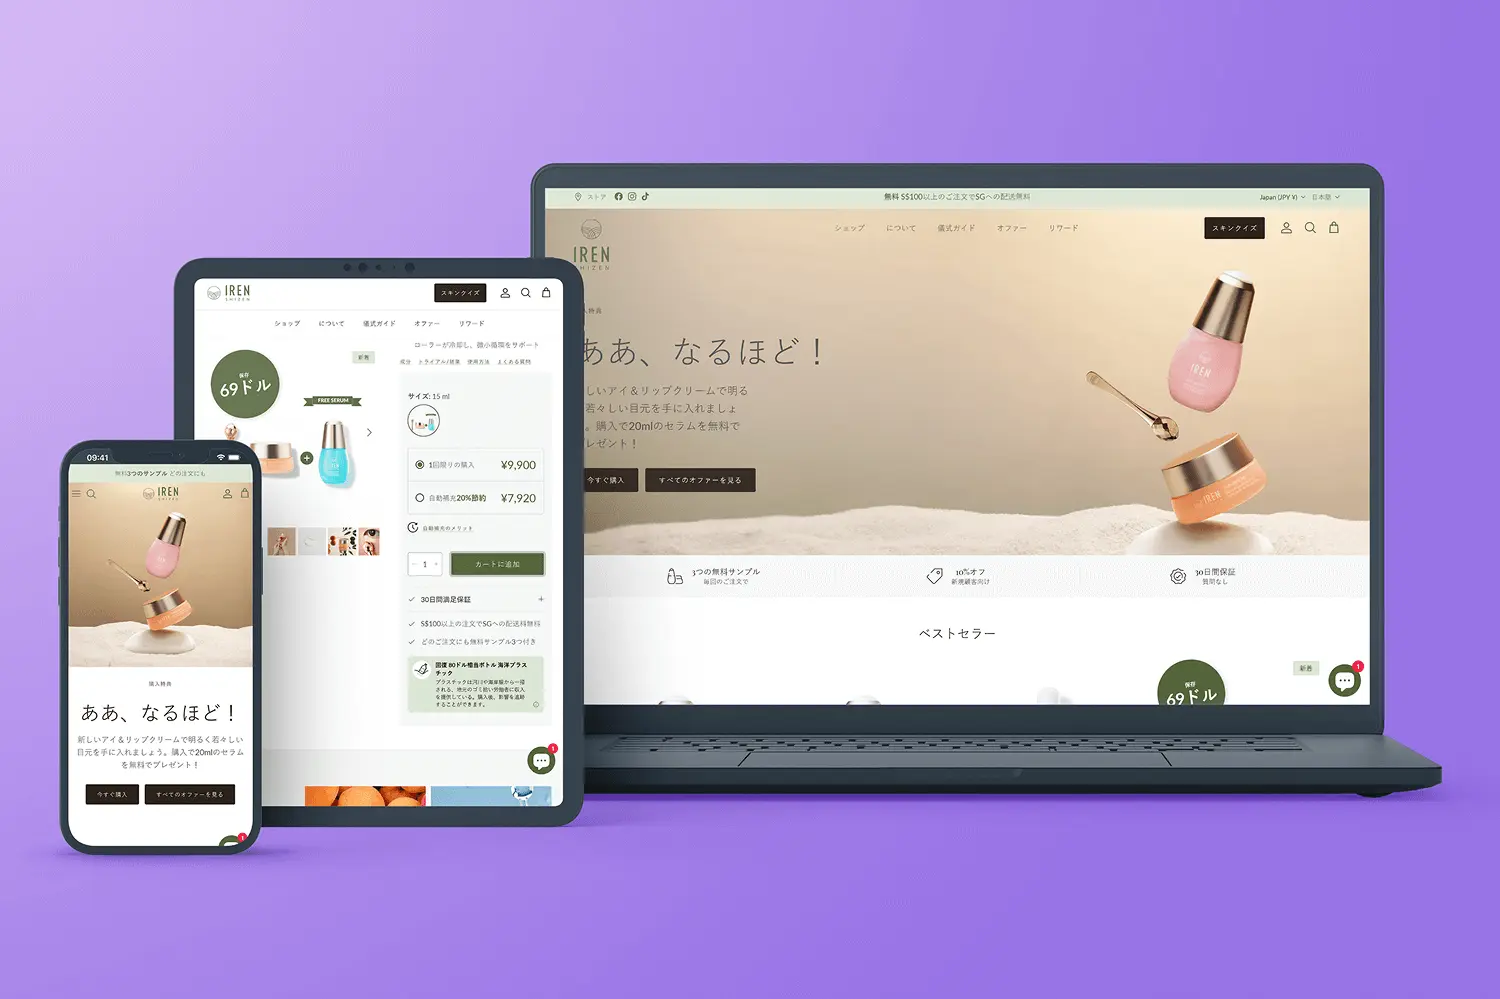 ストア
無料 S$100以上のご注文でSGへの配送無料
Japan (JPY ¥)
日本語
IREN
SHIZEN
ショップ
について
儀式ガイド
オファー
リワード
スキンクイズ
入特典
ああ、なるほど！
しいアイ＆リップクリームで明る
若々しい目元を手に入れましょ
。購入で20mlのセラムを無料で
レゼント！
今すぐ購入
すべてのオファーを見る
IREN
IREN
3つの無料サンプル
毎回のご注文で
10%オフ
新規顧客向け
30日間保証
質問なし
ベストセラー
保存
69ドル
新着
1
IREN
SHIZEN
スキンクイズ
ショップ
について
儀式ガイド
オファー
リワード
ローラーが冷却し、微小循環をサポート
成分
トライアル/結果
使用方法
よくある質問
保存
69ドル
新着
FREE SERUM
IREN
サイズ: 15 ml
1回限りの購入
¥9,900
自動補充20%節約
¥7,920
自動補充のメリット
1
カートに追加
30日間満足保証
S$100以上の注文でSGへの配送料無料
どのご注文にも無料サンプル3つ付き
回復 80ドル相当ボトル 海洋プラス
チック
プラスチックは河川や海岸線から一掃
される、地元のゴミ拾い労働者に収入
を提供している。購入後、影響を追跡
することができます。
1
09:41
無料3つのサンプル どの注文にも
IREN
SHIZEN
購入特典
ああ、なるほど！
新しいアイ＆リップクリームで明るく若々しい
目元を手に入れましょう。購入で20mlのセラム
を無料でプレゼント！
今すぐ購入
すべてのオファーを見る
1